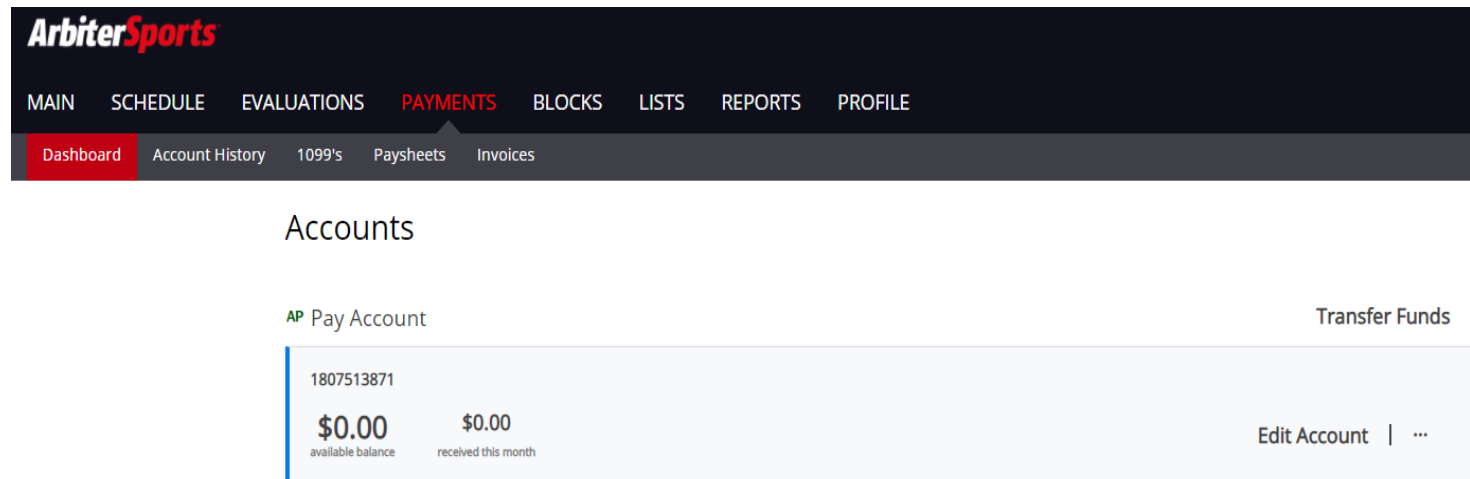 ArbiterSports
MAIN SCHEDULE EVALUATIONS PAYMENTS BLOCKS LISTS REPORTS PROFILE
Dashboard Account History 1099's Paysheets Invoices
Accounts
AP Pay Account Transfer Funds
1807513871
$0.00 $0.00
available balance received this month
Edit Account | ···